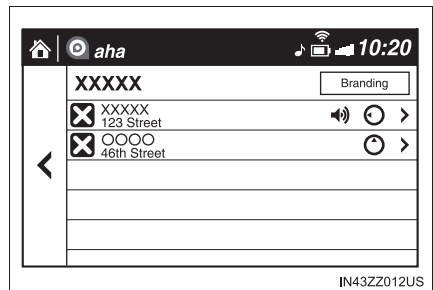 aha
10:20
XXXXX
Branding
XXXXX
123 Street
OOOO
46th Street
IN43ZZ012US